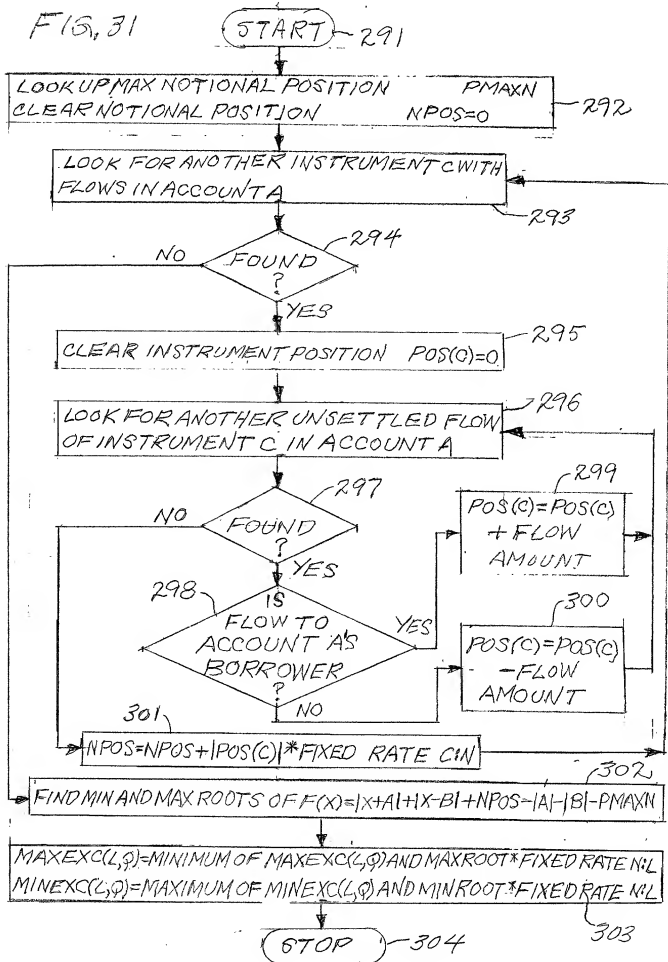 FIG, 31
START
291
LOOK UP MAX NOTIONAL POSITION PMAXN
CLEAR NOTIONAL POSITION NPOS=0
292
LOOK FOR ANOTHER INSTRUMENT C WITH
FLOWS IN ACCOUNT A
293
294
NO
FOUND
?
YES
295
CLEAR INSTRUMENT POSITION POS(C)=0
296
LOOK FOR ANOTHER UNSETTLED FLOW
OF INSTRUMENT C IN ACCOUNT A
297
NO
FOUND
?
YES
299
POS(C)=POS(C)
+ FLOW
AMOUNT
298
IS
FLOW TO
ACCOUNT A'S
BORROWER
?
YES
NO
300
POS(C)=POS(C)
-FLOW
AMOUNT
301
NPOS=NPOS+|POS(C)|*FIXED RATE C:N
302
FIND MIN AND MAX ROOTS OF F(X)=|X+A|+|X-B|+NPOS-|A|-|B|-PMAXN
MAXEXC(L,Q)=MINIMUM OF MAXEXC(L,Q) AND MAXROOT*FIXED RATE N:L
MINEXC(L,Q)=MAXIMUM OF MINEXC(L,Q) AND MINROOT*FIXED RATE N:L
303
STOP
304